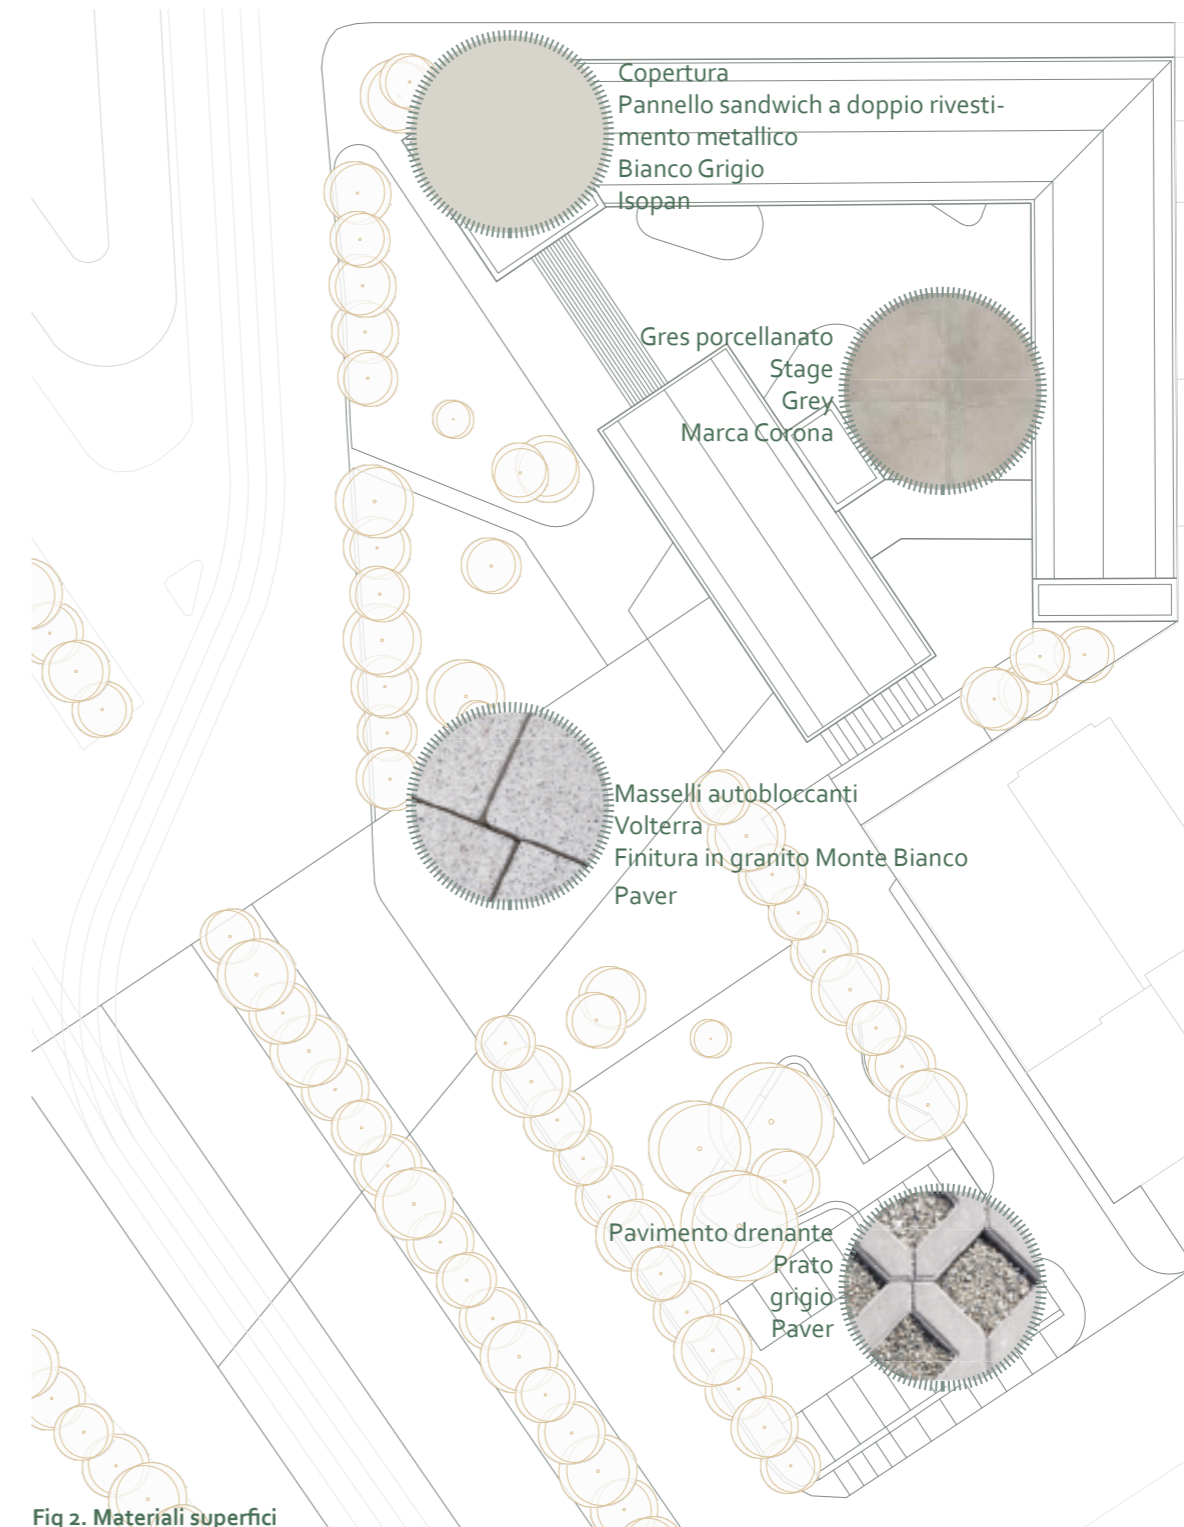 Copertura
Pannello sandwich a doppio rivesti-
mento metallico
Bianco Grigio
Isopan
Gres porcellanato
Stage
Grey
Marca Corona
Masselli autobloccanti
Volterra
Finitura in granito Monte Bianco
Paver
Pavimento drenante
Prato
grigio
Paver
Fig 2. Materiali superfici